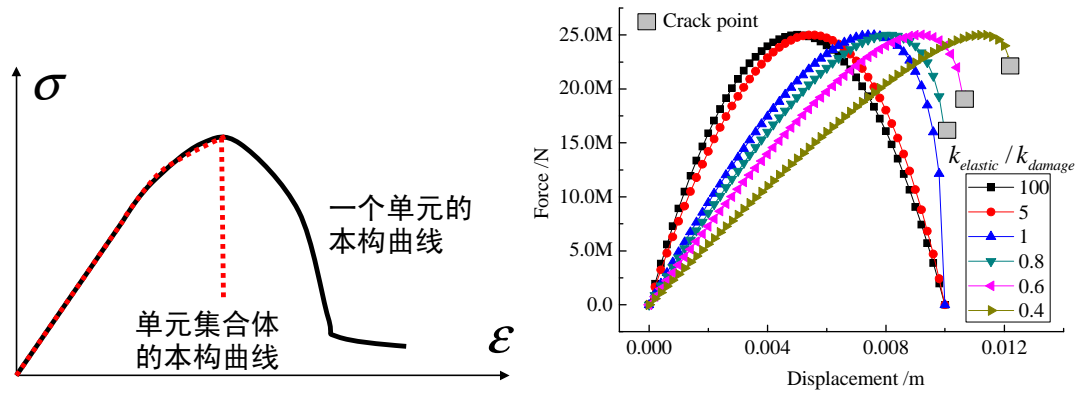 σ
一个单元的
本构曲线
单元集合体
的本构曲线
ε
Crack point
25.0M
20.0M
15.0M
10.0M
5.0M
0.0
Force /N
k_elastic / k_damage
100
5
1
0.8
0.6
0.4
0.000 0.004 0.008 0.012
Displacement /m